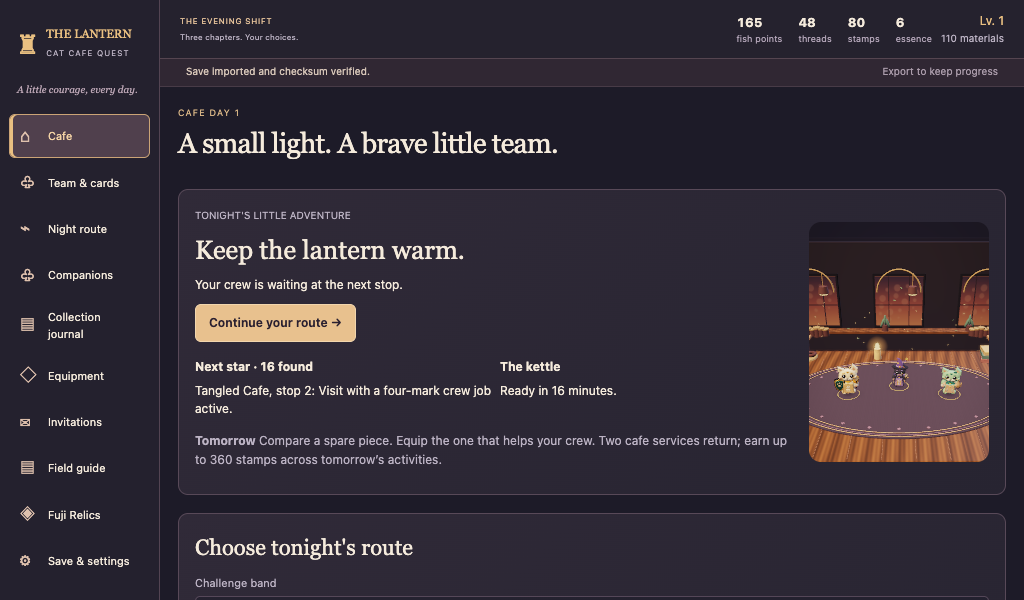 THE LANTERN
CAT CAFE QUEST
A little courage, every day.
Cafe
Team & cards
Night route
Companions
Collection
journal
Equipment
Invitations
Field guide
Fuji Relics
Save & settings
THE EVENING SHIFT
Three chapters. Your choices.
165
fish points
48
threads
80
stamps
6
essence
Lv. 1
110 materials
Save imported and checksum verified.
Export to keep progress
CAFE DAY 1
A small light. A brave little team.
TONIGHT'S LITTLE ADVENTURE
Keep the lantern warm.
Your crew is waiting at the next stop.
Continue your route →
Next star · 16 found
Tangled Cafe, stop 2: Visit with a four-mark crew job
active.
The kettle
Ready in 16 minutes.
Tomorrow Compare a spare piece. Equip the one that helps your crew. Two cafe services return; earn up
to 360 stamps across tomorrow's activities.
Choose tonight's route
Challenge band